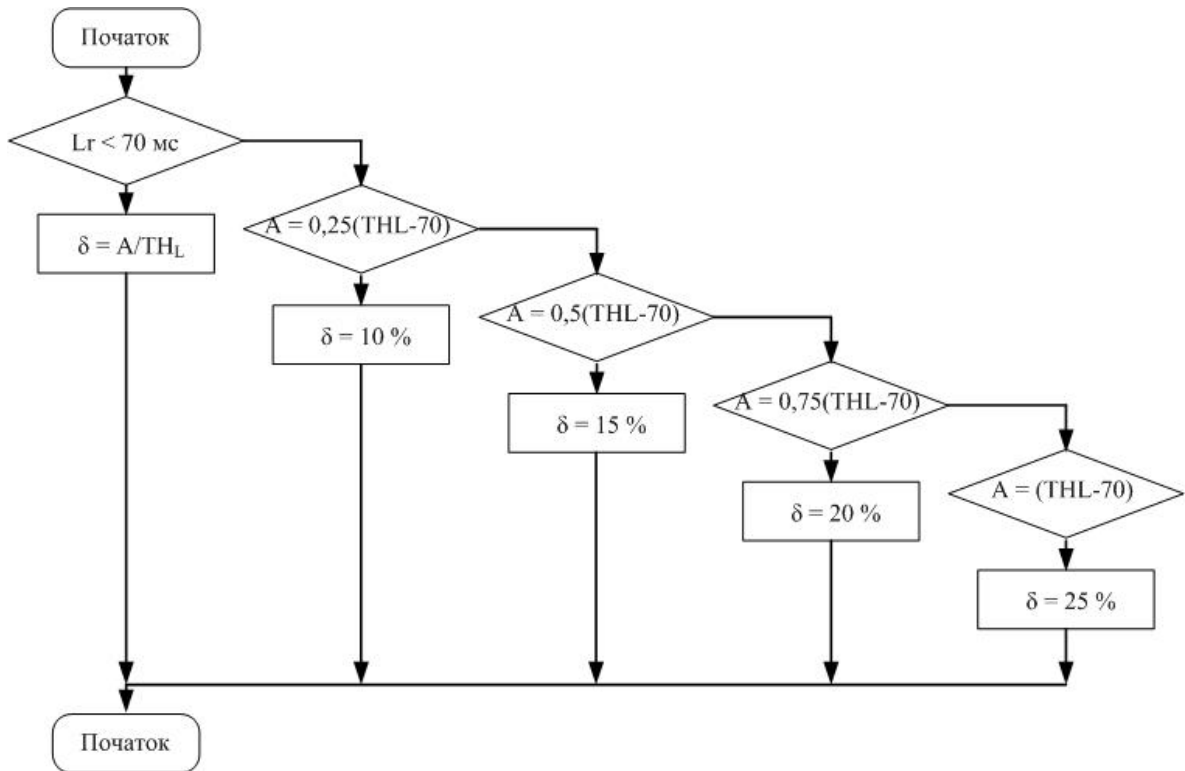 Початок
Lr < 70 мс
δ = A/TH_L
A = 0,25(THL-70)
δ = 10 %
A = 0,5(THL-70)
δ = 15 %
A = 0,75(THL-70)
δ = 20 %
A = (THL-70)
δ = 25 %
Початок